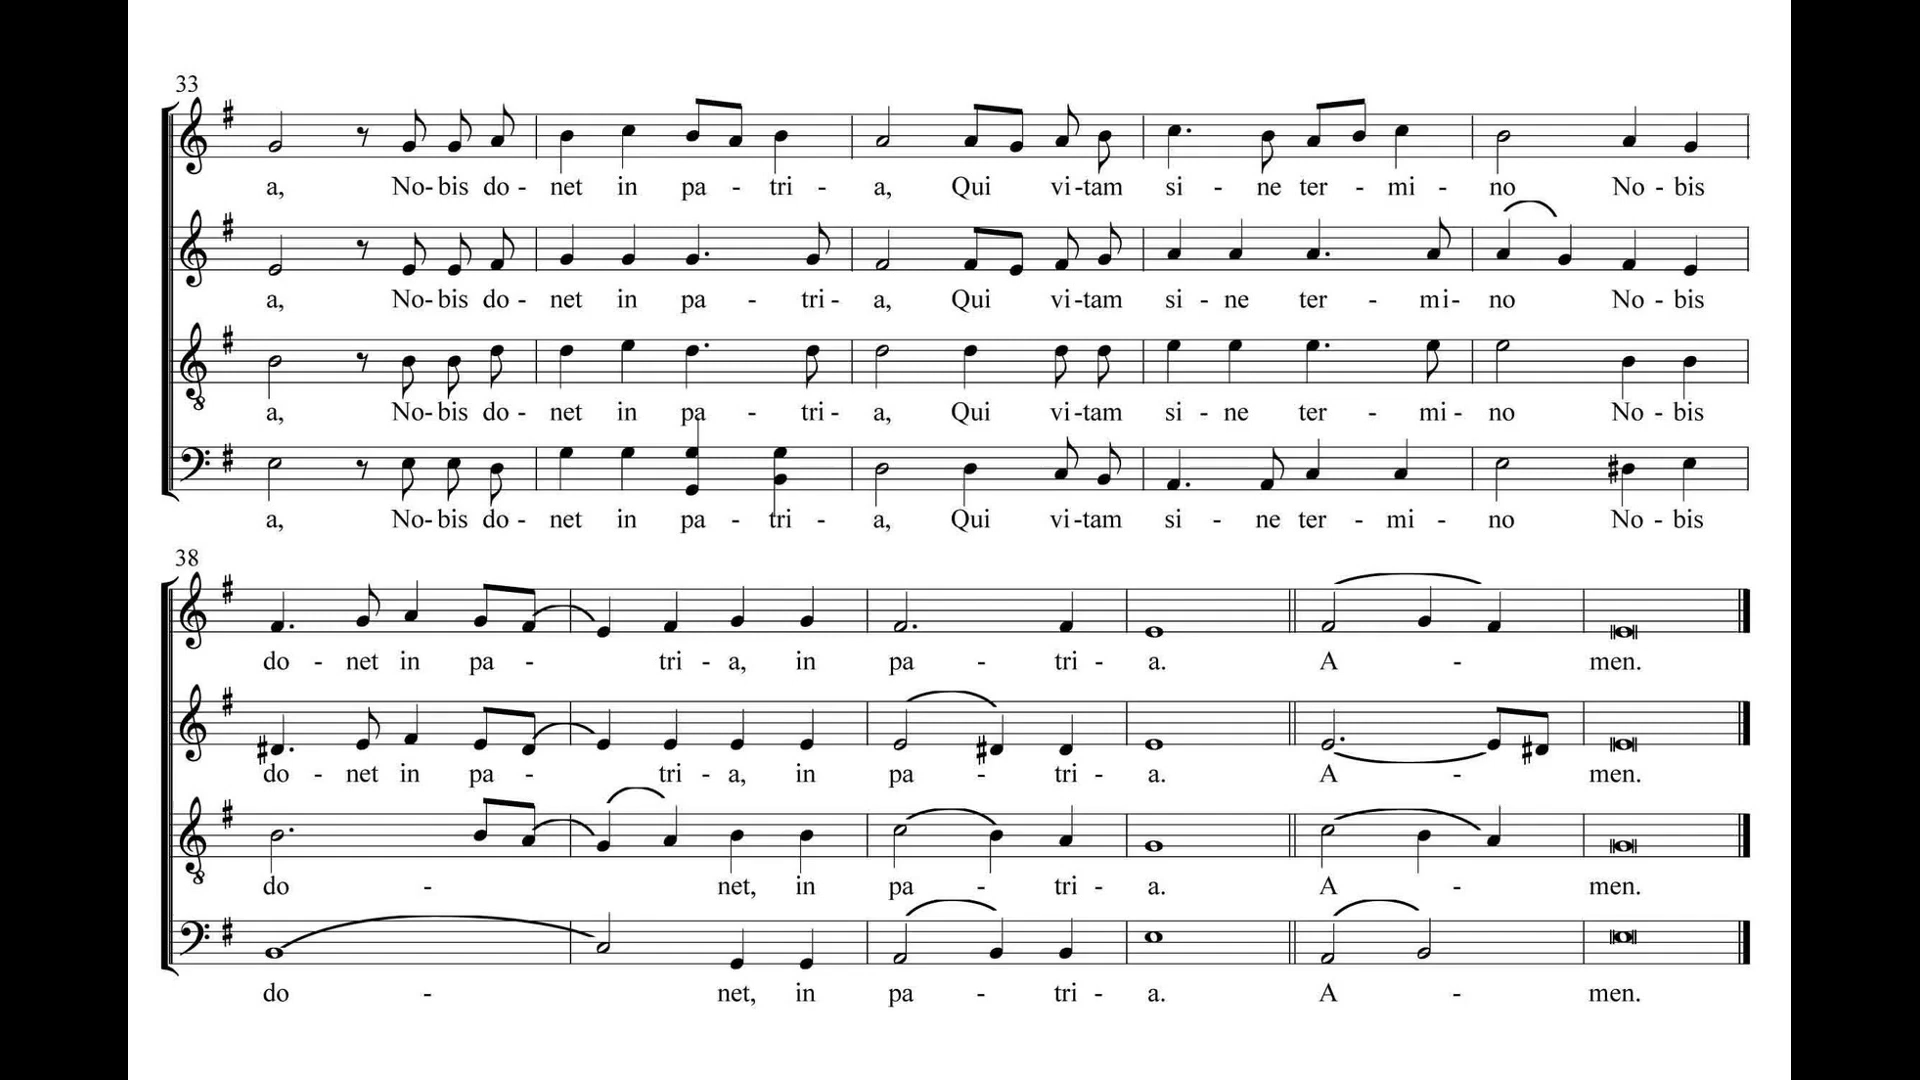 33
a, No- bis do - net in pa - tri - a, Qui vi -tam si - ne ter - mi - no No - bis
a, No- bis do - net in pa - tri - a, Qui vi -tam si - ne ter - mi- no No - bis
a, No- bis do - net in pa - tri - a, Qui vi -tam si - ne ter - mi - no No - bis
a, No- bis do - net in pa - tri - a, Qui vi -tam si - ne ter - mi - no No - bis
38
do - net in pa - tri - a, in pa - tri - a. A - men.
do - net in pa - tri - a, in pa - tri - a. A - men.
do - net, in pa - tri - a. A - men.
do - net, in pa - tri - a. A - men.